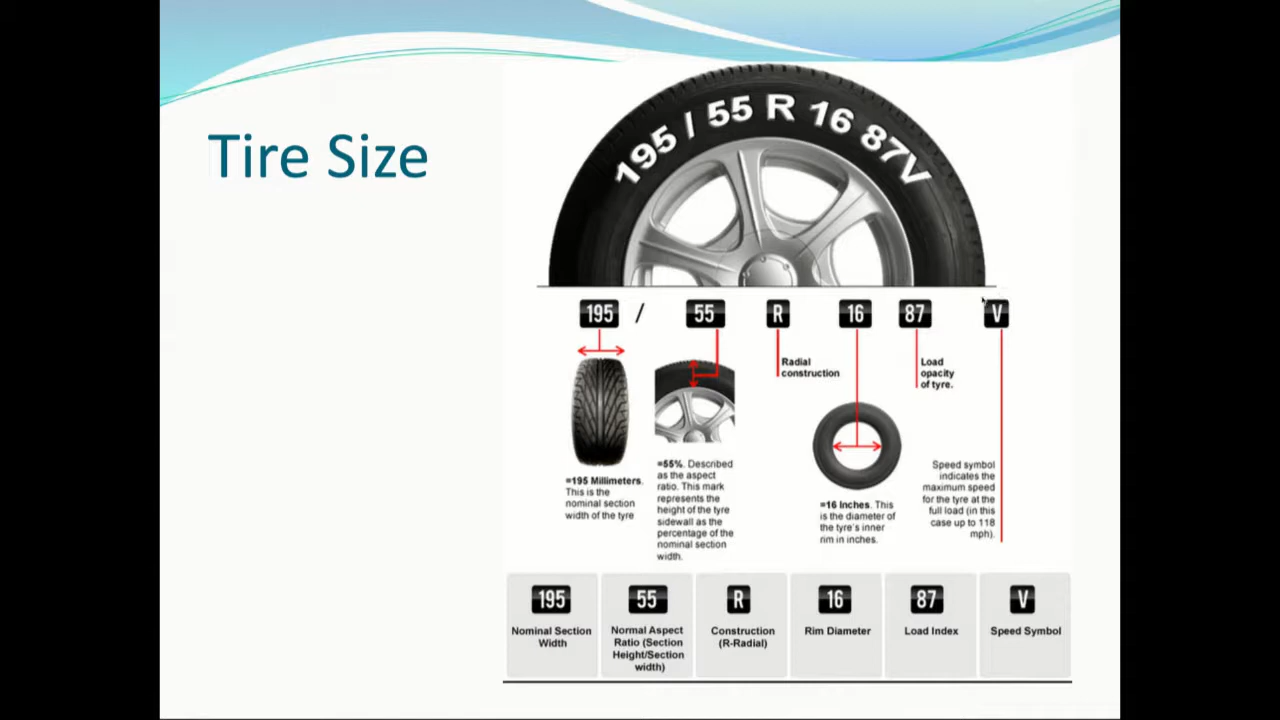 Tire Size
195 / 55 R 16 87V
195 / 55 R 16 87 V
=195 Millimeters.
This is the
nominal section
width of the tyre
=55%. Described
as the aspect
ratio. This mark
represents the
height of the tyre
sidewall as the
percentage of the
nominal section
width.
Radial
construction
=16 Inches. This
is the diameter of
the tyre's inner
rim in inches.
Load
opacity
of tyre.
Speed symbol
indicates the
maximum speed
for the tyre at the
full load (in this
case up to 118
mph).
195
Nominal Section
Width
55
Normal Aspect
Ratio (Section
Height/Section
width)
R
Construction
(R-Radial)
16
Rim Diameter
87
Load Index
V
Speed Symbol